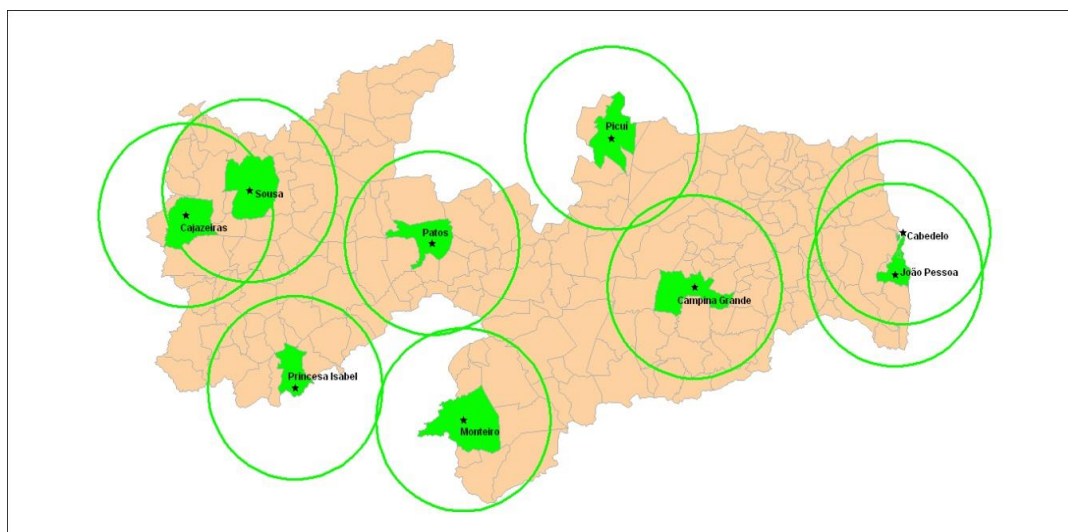 Picuí
Sousa
Cajazeiras
Patos
Cabedelo
João Pessoa
Campina Grande
Princesa Isabel
Monteiro